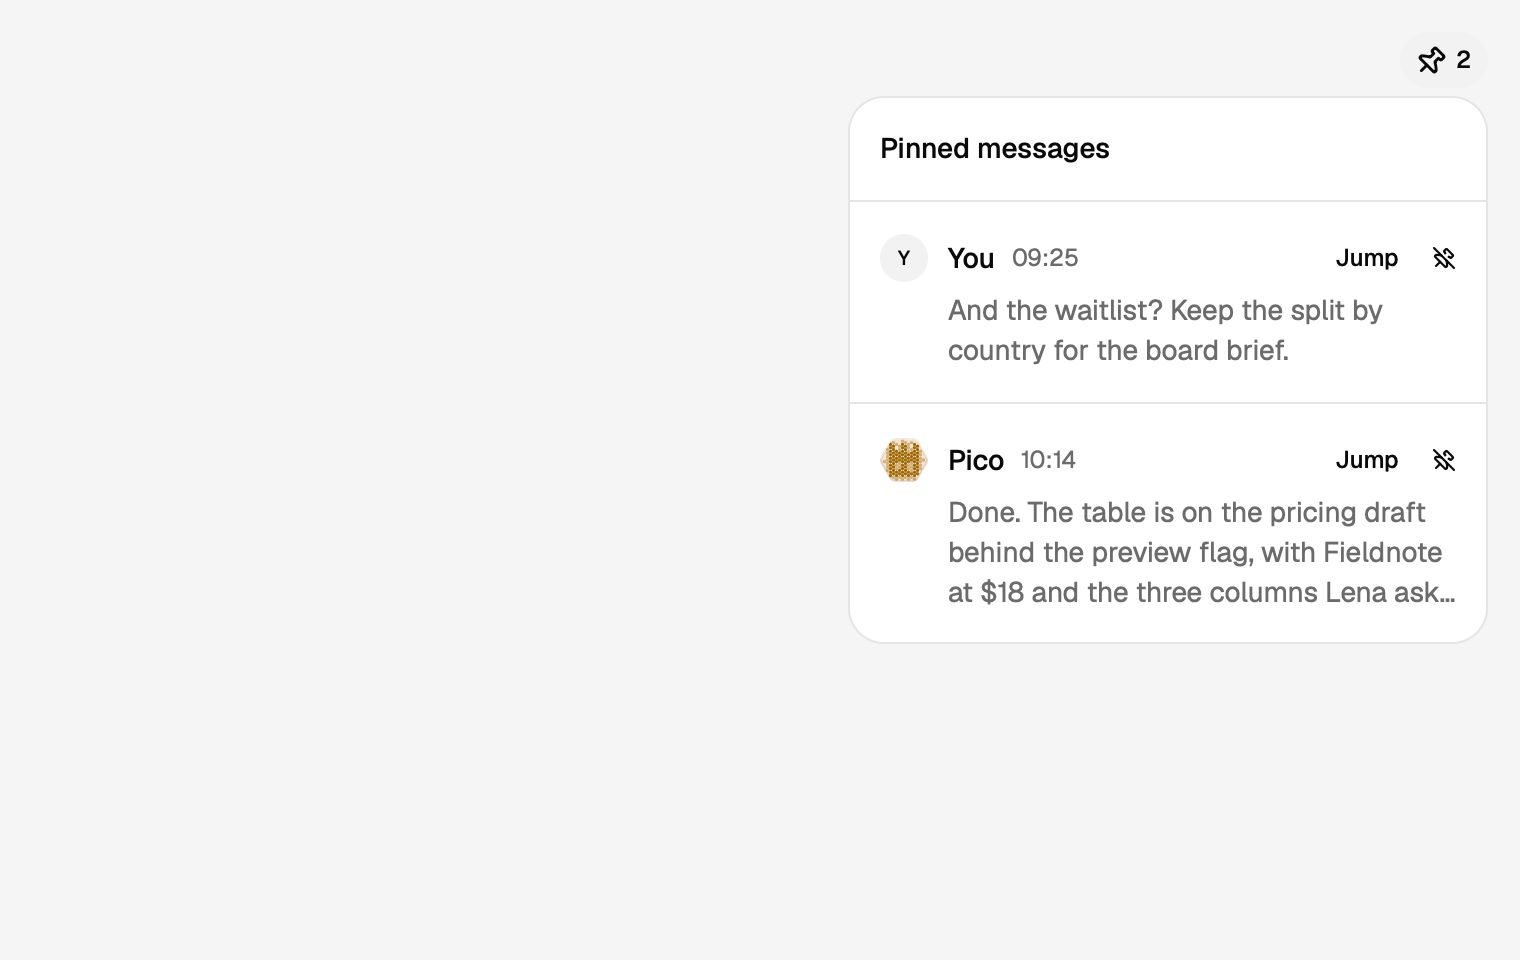 2
Pinned messages
Y
You 09:25 Jump
And the waitlist? Keep the split by
country for the board brief.
Pico 10:14 Jump
Done. The table is on the pricing draft
behind the preview flag, with Fieldnote
at $18 and the three columns Lena ask...